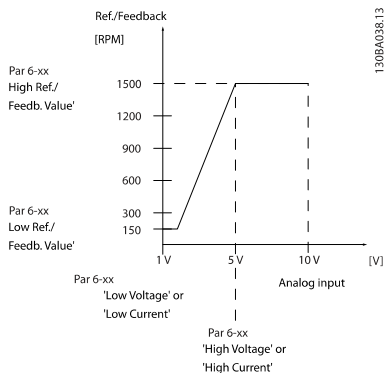 Ref./Feedback
[RPM]
130BA038.13
Par 6-xx
High Ref./
Feedb. Value'
1500
1200
900
600
300
150
Par 6-xx
Low Ref./
Feedb. Value'
1 V
5 V
10 V
[V]
Analog input
Par 6-xx
'Low Voltage' or
'Low Current'
Par 6-xx
'High Voltage' or
'High Current'